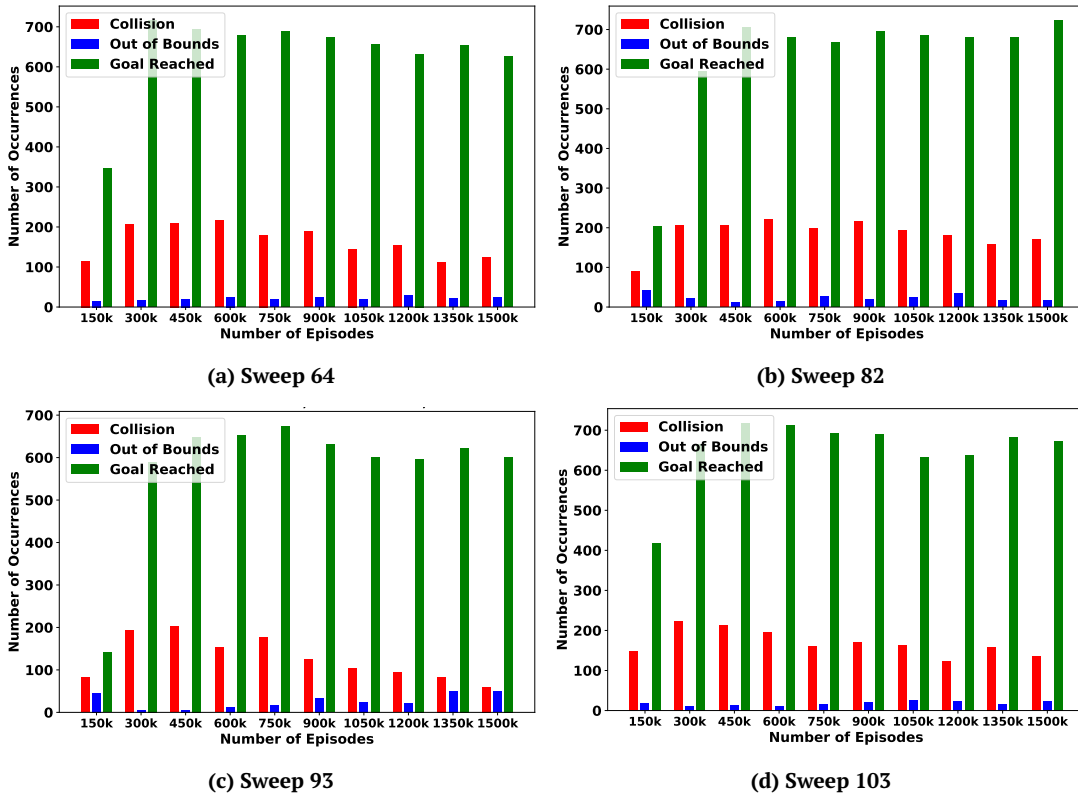 Collision
Out of Bounds
Goal Reached
Number of Occurrences
700
600
500
400
300
200
100
0
150k 300k 450k 600k 750k 900k 1050k 1200k 1350k 1500k
Number of Episodes
(a) Sweep 64
Collision
Out of Bounds
Goal Reached
Number of Occurrences
700
600
500
400
300
200
100
0
150k 300k 450k 600k 750k 900k 1050k 1200k 1350k 1500k
Number of Episodes
(b) Sweep 82
Collision
Out of Bounds
Goal Reached
Number of Occurrences
700
600
500
400
300
200
100
0
150k 300k 450k 600k 750k 900k 1050k 1200k 1350k 1500k
Number of Episodes
(c) Sweep 93
Collision
Out of Bounds
Goal Reached
Number of Occurrences
700
600
500
400
300
200
100
0
150k 300k 450k 600k 750k 900k 1050k 1200k 1350k 1500k
Number of Episodes
(d) Sweep 103